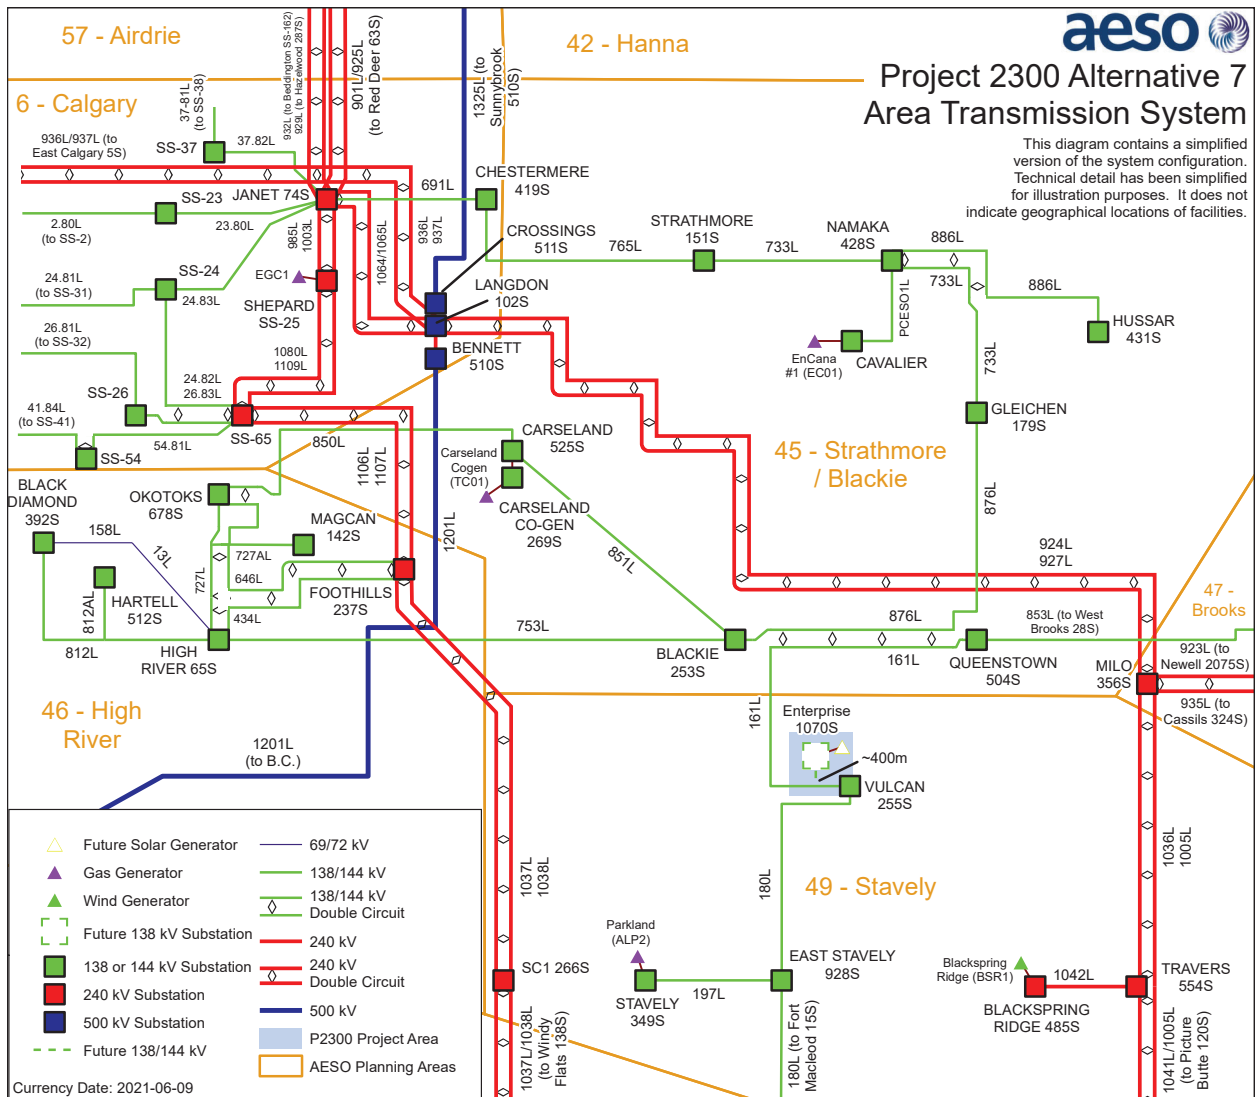 57 - Airdrie
42 - Hanna
6 - Calgary
aeso
Project 2300 Alternative 7
Area Transmission System
This diagram contains a simplified
version of the system configuration.
Technical detail has been simplified
for illustration purposes. It does not
indicate geographical locations of facilities.
37-81L
(to SS-38)
932L (to Beddington SS-162)
929L (to Hazelwood 287S)
901L/925L
(to Red Deer 63S)
1325L (to
Sunnybrook
510S)
936L/937L (to
East Calgary 5S)
SS-37
37.82L
SS-23
JANET 74S
691L
CHESTERMERE
419S
2.80L
(to SS-2)
23.80L
985L
1003L
1064/1065L
936L
937L
CROSSINGS
511S
STRATHMORE
151S
NAMAKA
428S
886L
765L
733L
733L
886L
24.81L
(to SS-31)
SS-24
24.83L
EGC1
SHEPARD
SS-25
LANGDON
102S
PCESO1L
HUSSAR
431S
26.81L
(to SS-32)
BENNETT
510S
EnCana
#1 (EC01)
CAVALIER
733L
1080L
1109L
24.82L
26.83L
SS-26
41.84L
(to SS-41)
SS-65
54.81L
SS-54
850L
GLEICHEN
179S
CARSELAND
525S
Carseland
Cogen
(TC01)
45 - Strathmore
/ Blackie
1106L
1107L
BLACK
DIAMOND
392S
OKOTOKS
678S
CARSELAND
CO-GEN
269S
876L
158L
MAGCAN
142S
1201L
13L
727AL
727L
646L
851L
924L
927L
812AL
HARTELL
512S
434L
FOOTHILLS
237S
47 -
Brooks
812L
HIGH
RIVER 65S
753L
876L
853L (to West
Brooks 28S)
BLACKIE
253S
161L
QUEENSTOWN
504S
MILO
356S
923L (to
Newell 2075S)
935L (to
Cassils 324S)
46 - High
River
161L
Enterprise
1070S
1201L
(to B.C.)
~400m
VULCAN
255S
1037L
1038L
1036L
1005L
180L
49 - Stavely
Parkland
(ALP2)
SC1 266S
STAVELY
349S
197L
EAST STAVELY
928S
Blackspring
Ridge (BSR1)
1042L
TRAVERS
554S
BLACKSPRING
RIDGE 485S
1037L/1038L
(to Windy
Flats 138S)
180L (to Fort
Macleod 15S)
1041L/1005L
(to Picture
Butte 120S)
Future Solar Generator
Gas Generator
Wind Generator
Future 138 kV Substation
138 or 144 kV Substation
240 kV Substation
500 kV Substation
Future 138/144 kV
69/72 kV
138/144 kV
138/144 kV
Double Circuit
240 kV
240 kV
Double Circuit
500 kV
P2300 Project Area
AESO Planning Areas
Currency Date: 2021-06-09